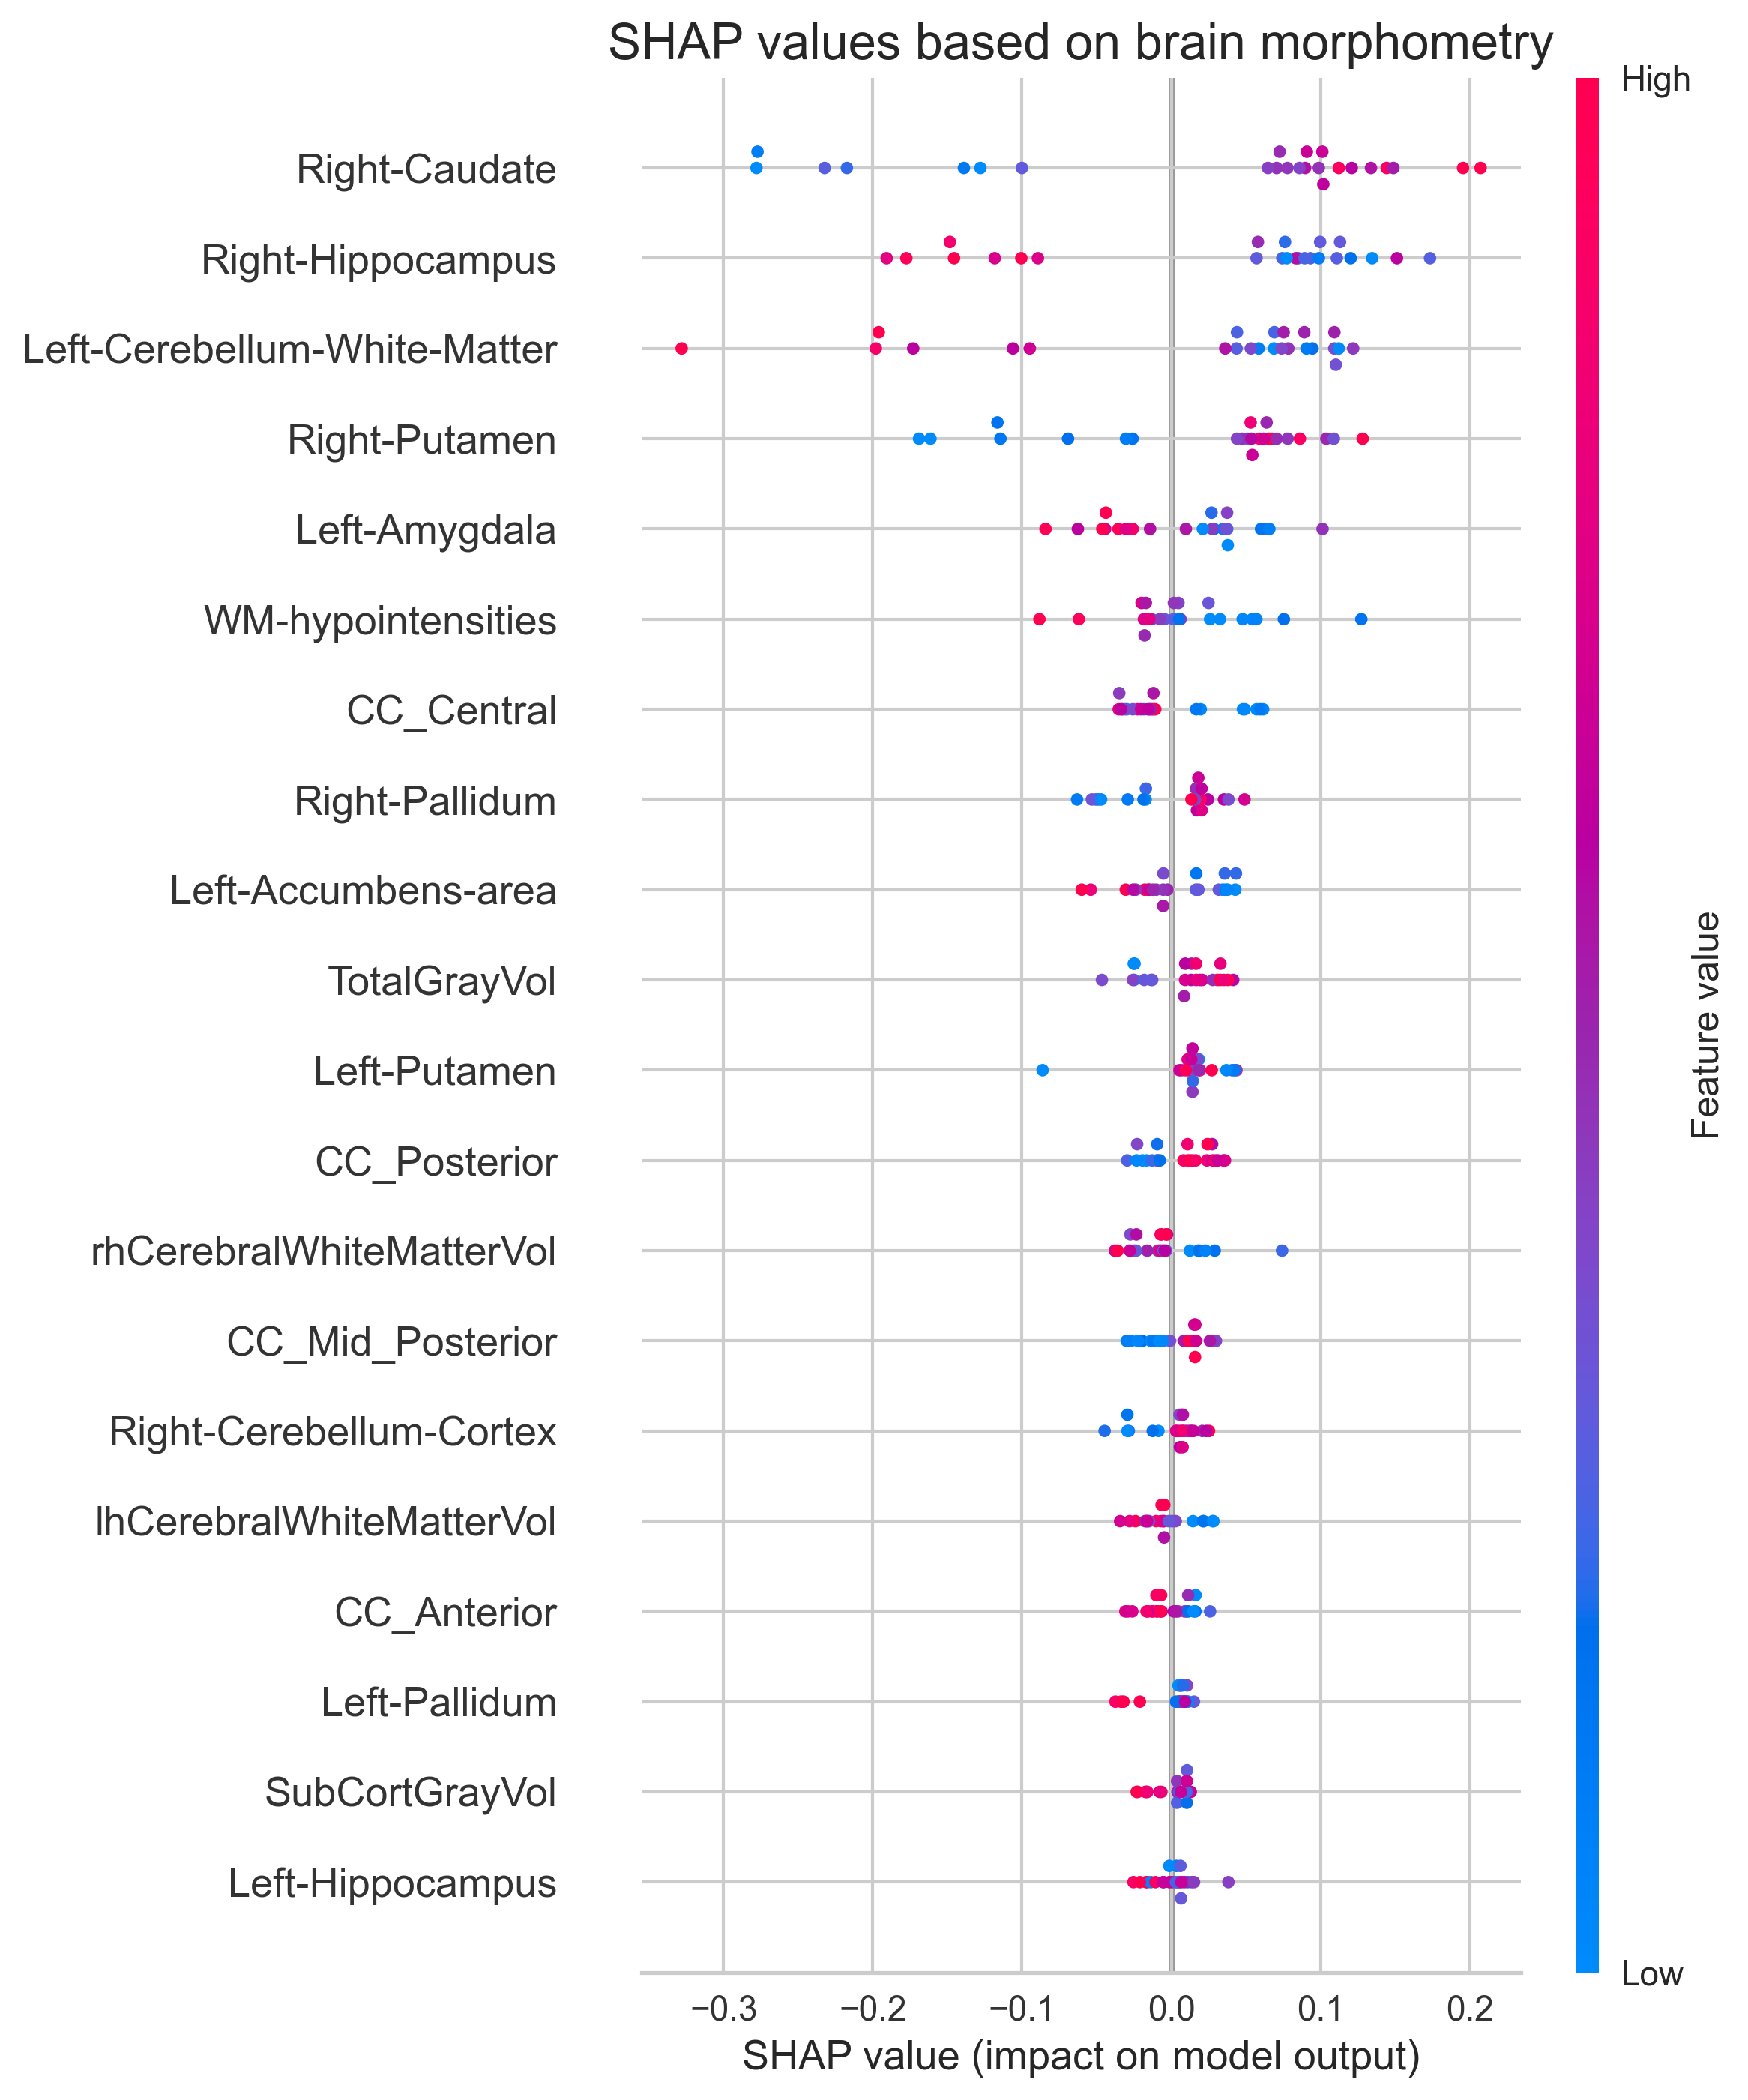 SHAP values based on brain morphometry
High
Right-Caudate
Right-Hippocampus
Left-Cerebellum-White-Matter
Right-Putamen
Left-Amygdala
WM-hypointensities
CC_Central
Right-Pallidum
Left-Accumbens-area
TotalGrayVol
Left-Putamen
CC_Posterior
rhCerebralWhiteMatterVol
CC_Mid_Posterior
Right-Cerebellum-Cortex
lhCerebralWhiteMatterVol
CC_Anterior
Left-Pallidum
SubCortGrayVol
Left-Hippocampus
Feature value
Low
−0.3 −0.2 −0.1 0.0 0.1 0.2
SHAP value (impact on model output)